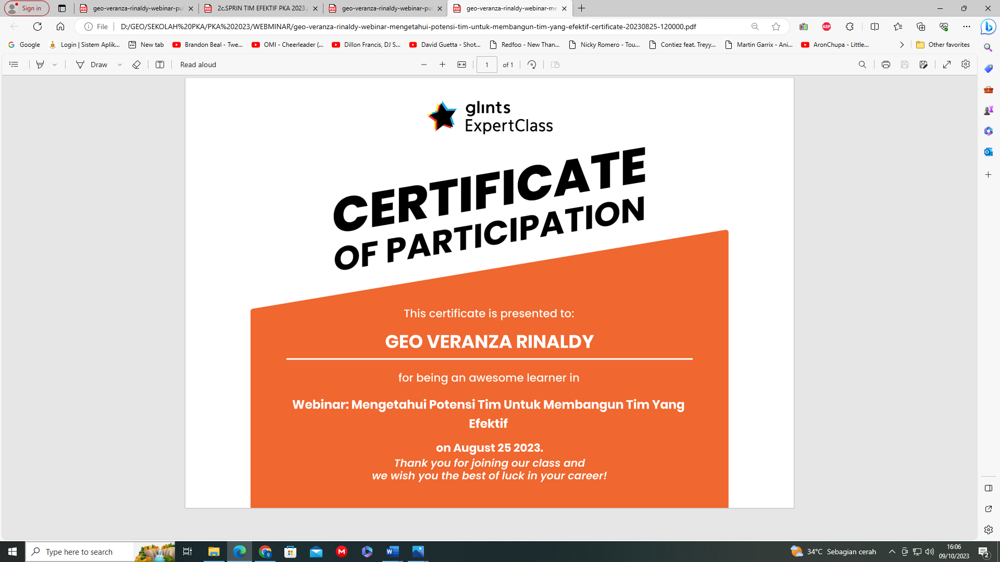 Sign in
geo-veranza-rinaldy-webinar-pu
2c.SPRIN TIM EFEKTIF PKA 2023.
geo-veranza-rinaldy-webinar-pu
geo-veranza-rinaldy-webinar-me
File
D:/GEO/SEKOLAH%20PKA/PKA%202023/WEBMINAR/geo-veranza-rinaldy-webinar-mengetahui-potensi-tim-untuk-membangun-tim-yang-efektif-certificate-20230825-120000.pdf
ABP
Google
Login | Sistem Aplik...
New tab
Brandon Beal - Twe...
OMI - Cheerleader (...
Dillon Francis, DJ S...
David Guetta - Shot...
Redfoo - New Than...
Nicky Romero - Tou...
Contiez feat. Treyy...
Martin Garrix - Ani...
AronChupa - Little...
Other favorites
Draw
Read aloud
1
of 1
glints
ExpertClass
CERTIFICATE
OF PARTICIPATION
This certificate is presented to:
GEO VERANZA RINALDY
for being an awesome learner in
Webinar: Mengetahui Potensi Tim Untuk Membangun Tim Yang
Efektif
on August 25 2023.
Thank you for joining our class and
we wish you the best of luck in your career!
Type here to search
34°C Sebagian cerah
16:06
09/10/2023
2